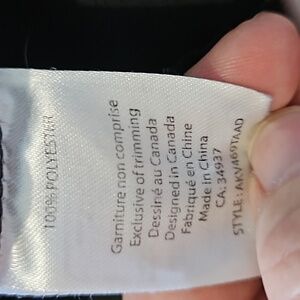 100% POLYESTER
Garniture non comprise
Exclusive of trimming
Dessiné au Canada
Designed in Canada
Fabriqué en Chine
Made in China
CA. 34937
STYLE: